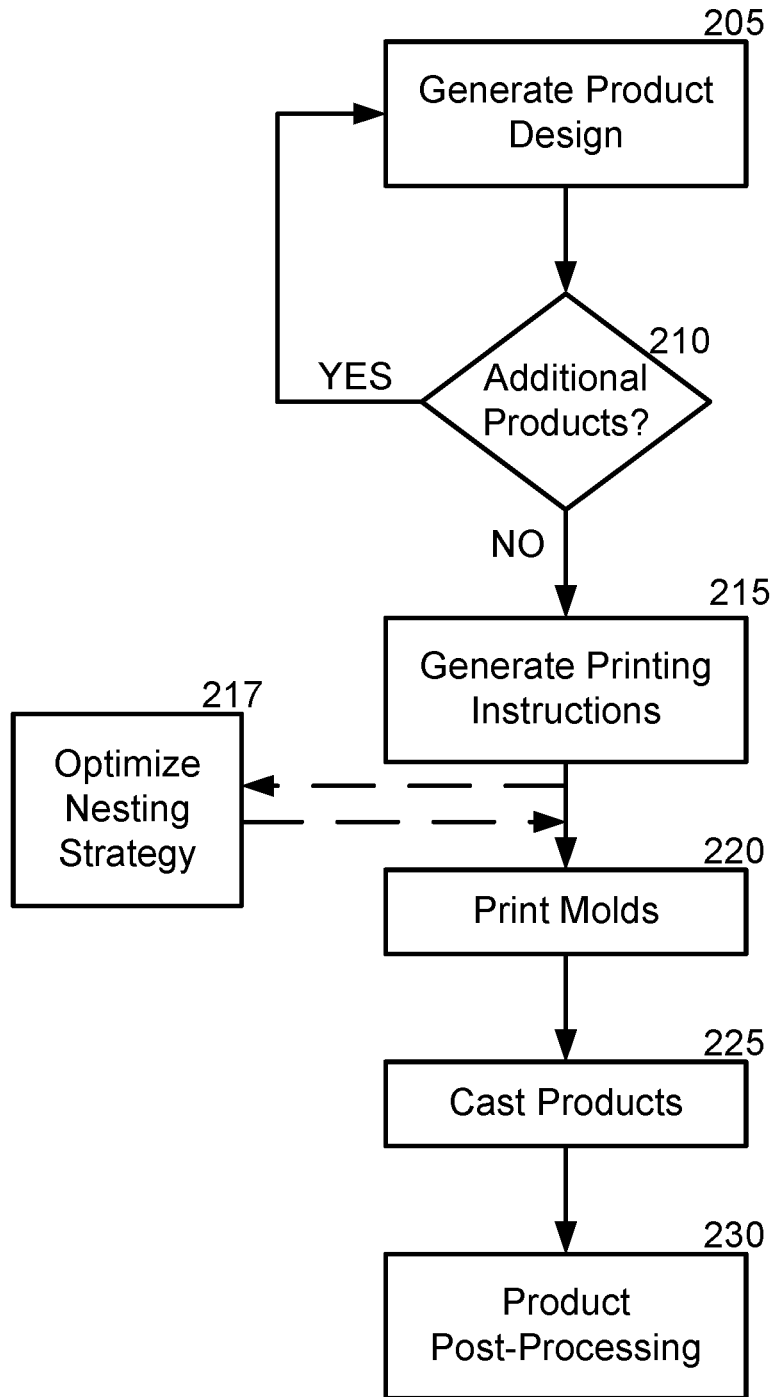 205
Generate Product
Design
210
Additional
Products?
YES
NO
215
Generate Printing
Instructions
217
Optimize
Nesting
Strategy
220
Print Molds
225
Cast Products
230
Product
Post-Processing